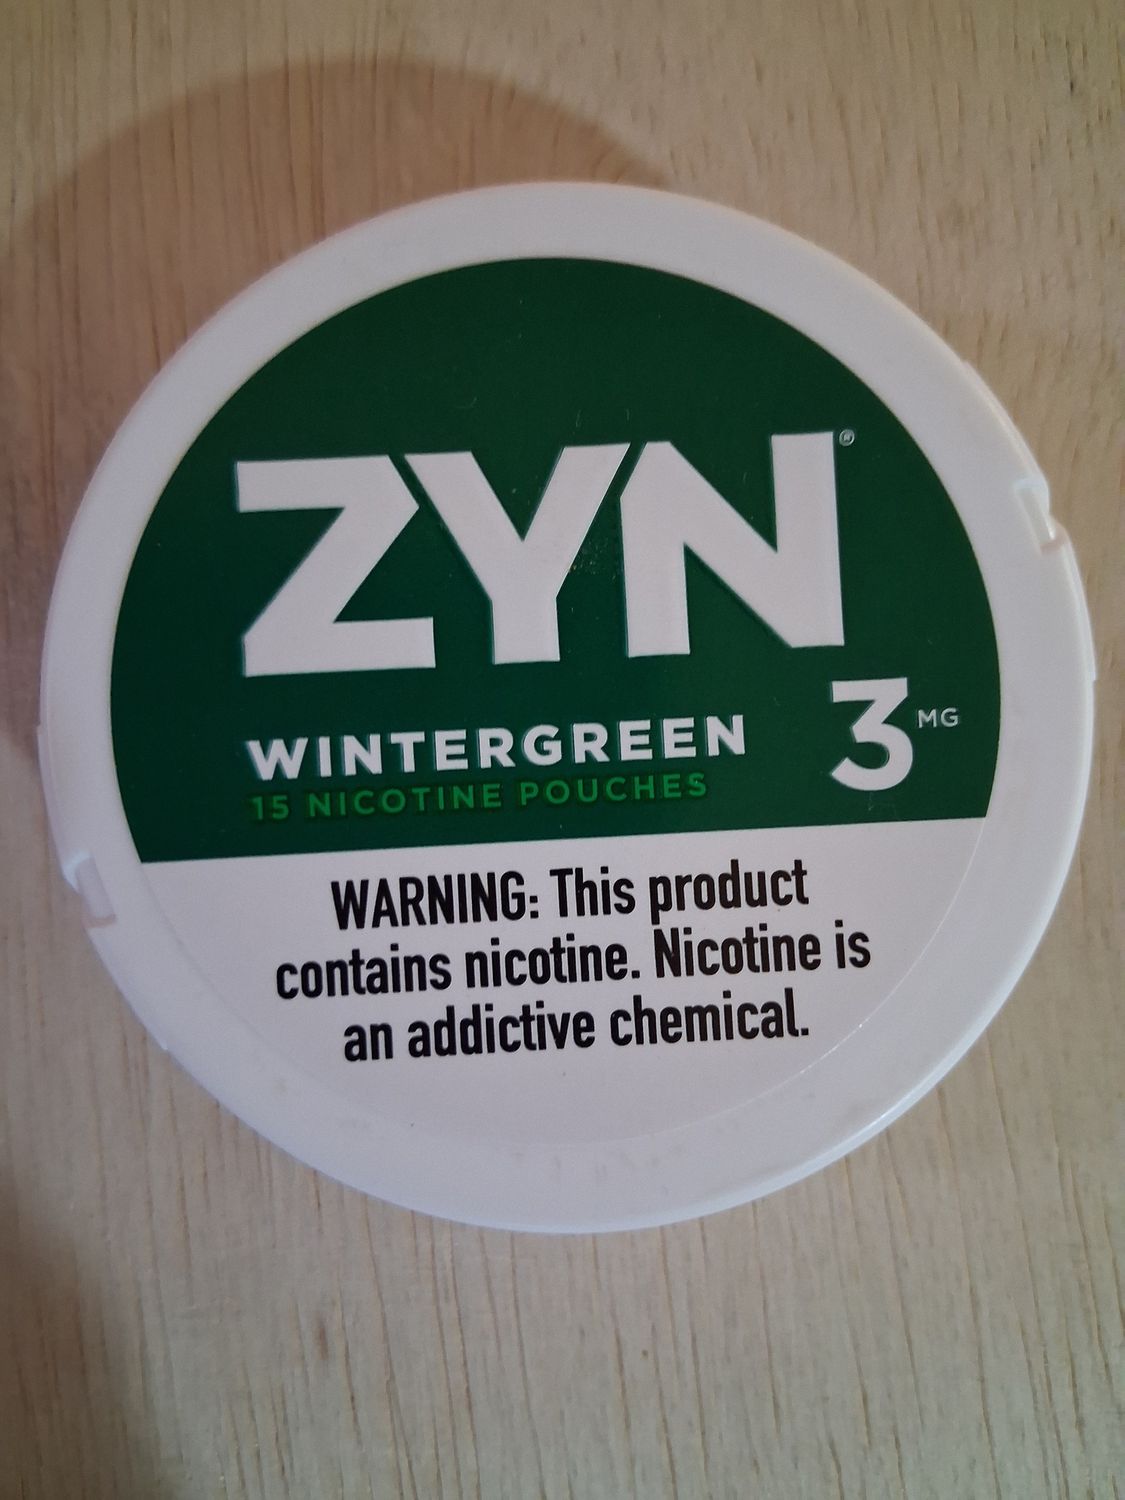 ZYN®
WINTERGREEN
15 NICOTINE POUCHES
3 MG
WARNING: This product
contains nicotine. Nicotine is
an addictive chemical.